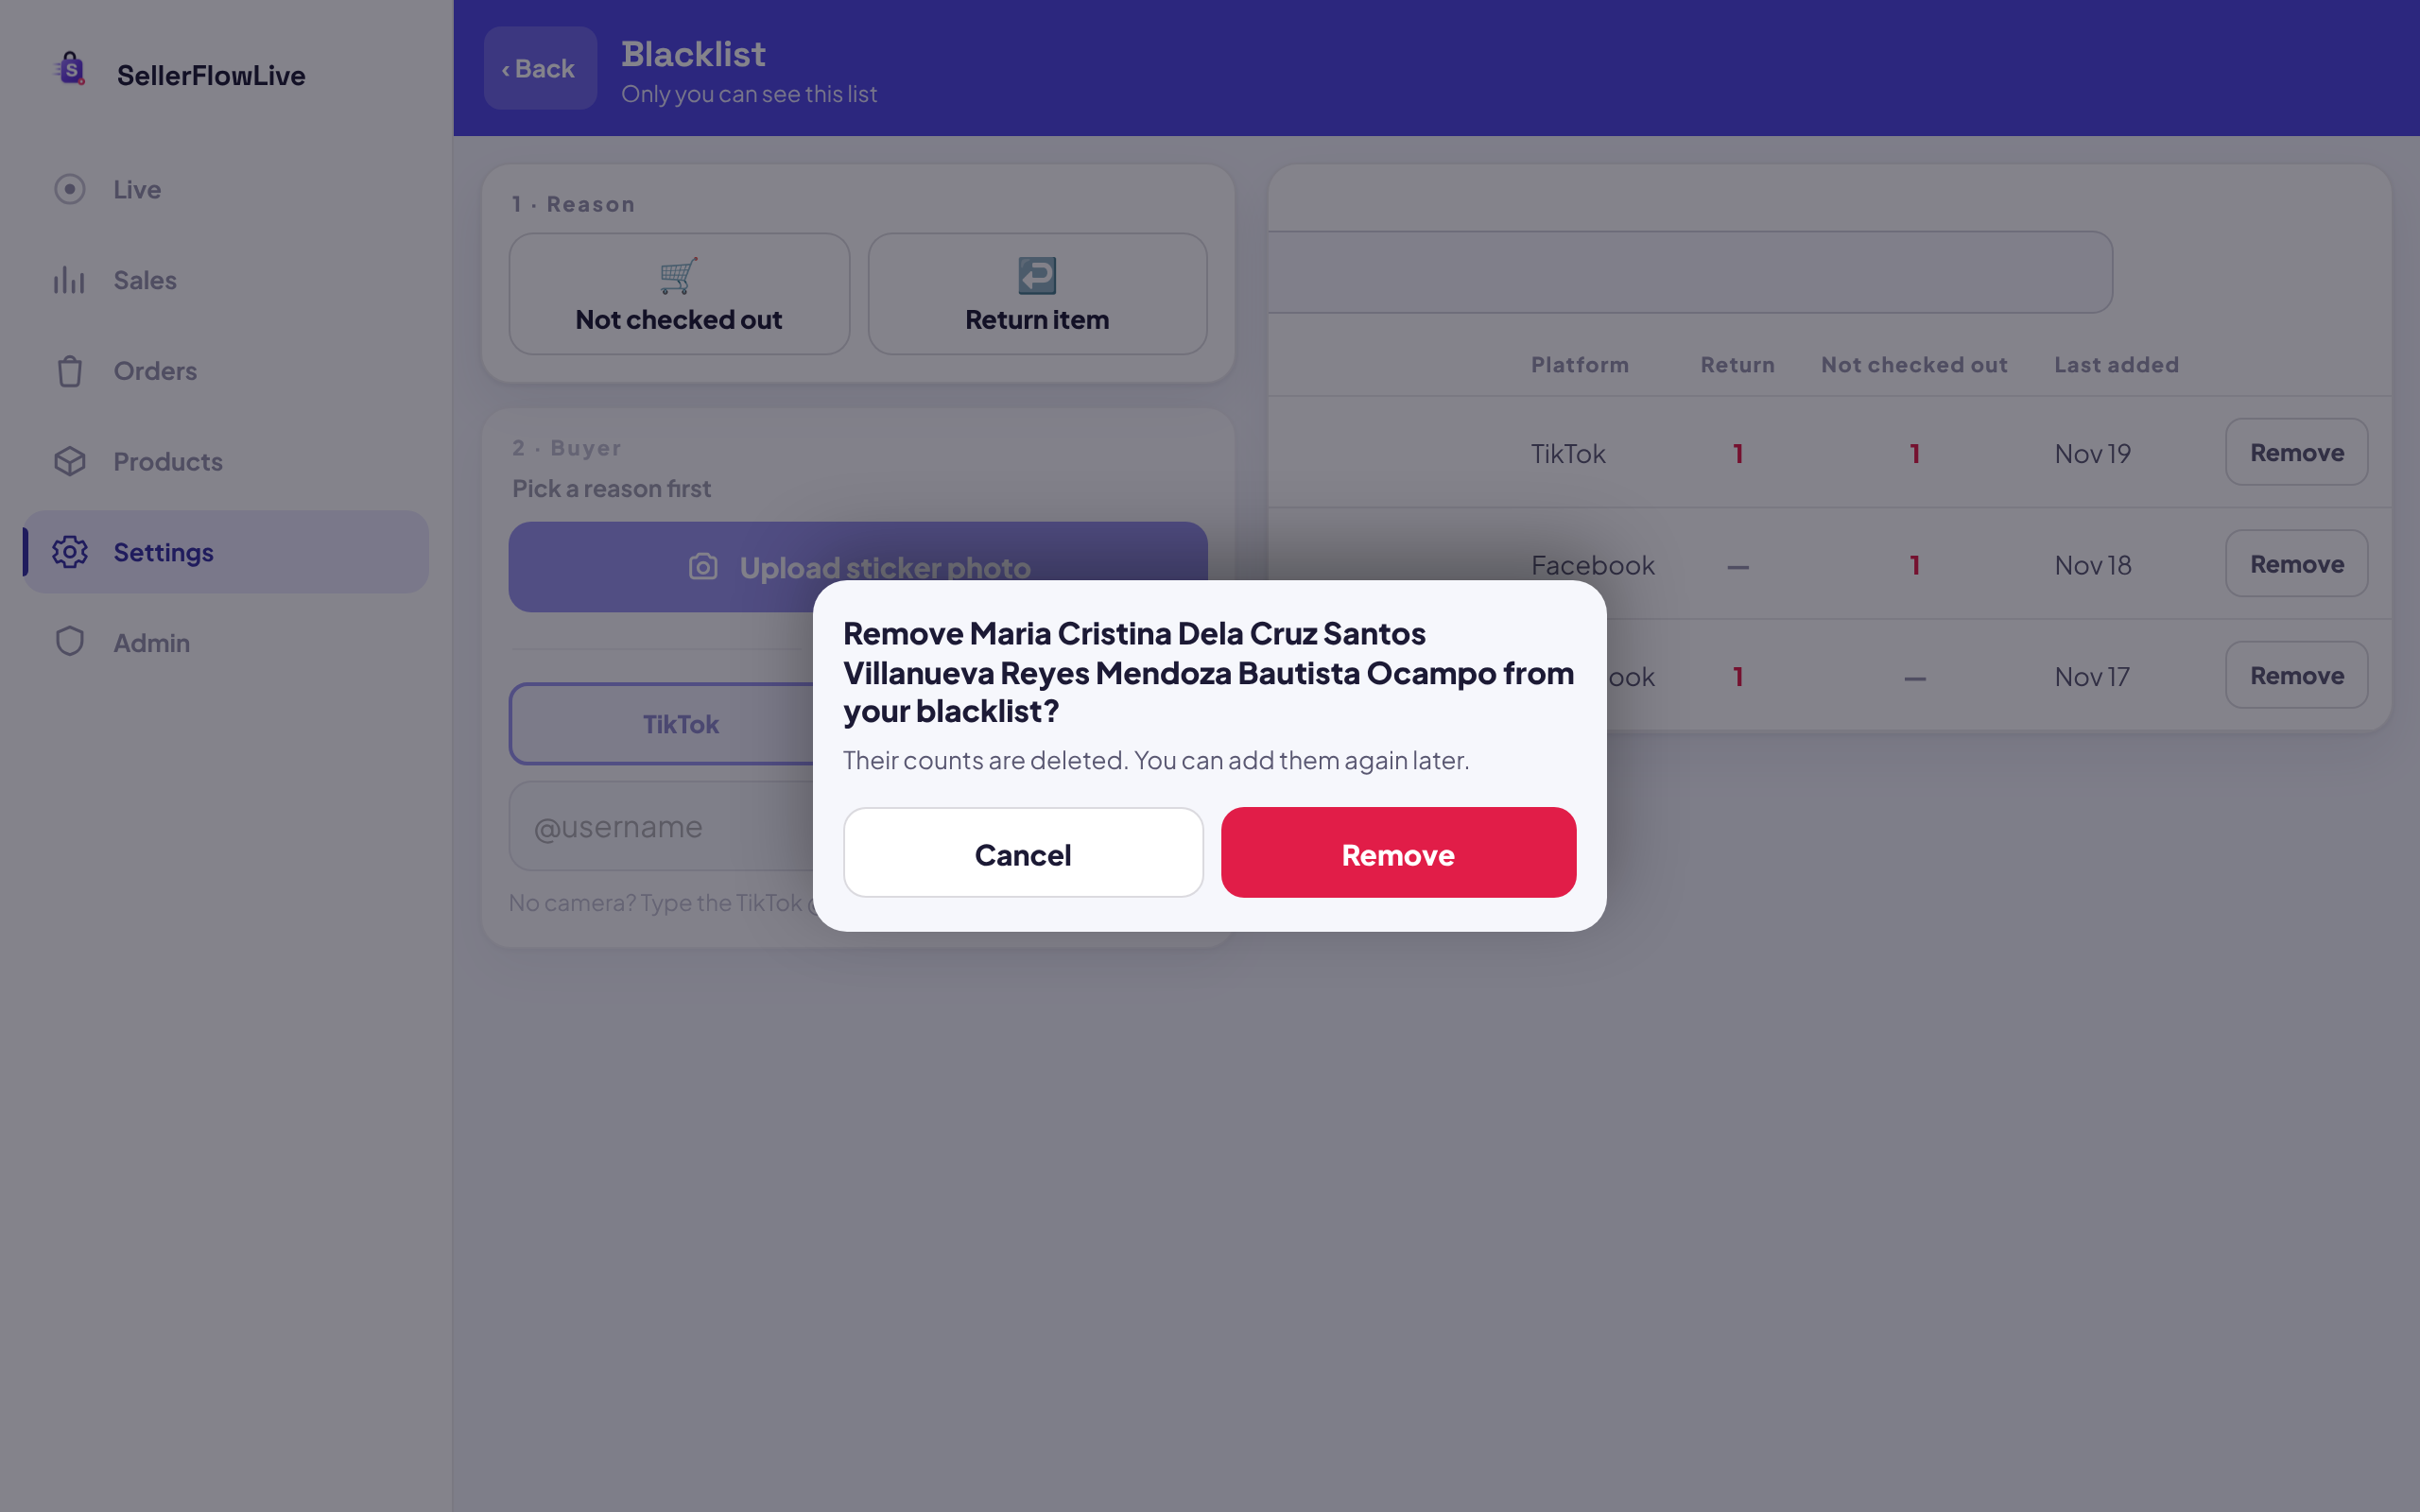 SellerFlowLive
Live
Sales
Orders
Products
Settings
Admin
‹ Back
Blacklist
Only you can see this list
1 · Reason
Not checked out
Return item
2 · Buyer
Pick a reason first
Upload sticker photo
TikTok
@username
No camera? Type the TikTok
Platform Return Not checked out Last added
TikTok 1 1 Nov 19 Remove
Facebook — 1 Nov 18 Remove
ook 1 — Nov 17 Remove
Remove Maria Cristina Dela Cruz Santos
Villanueva Reyes Mendoza Bautista Ocampo from
your blacklist?
Their counts are deleted. You can add them again later.
Cancel
Remove